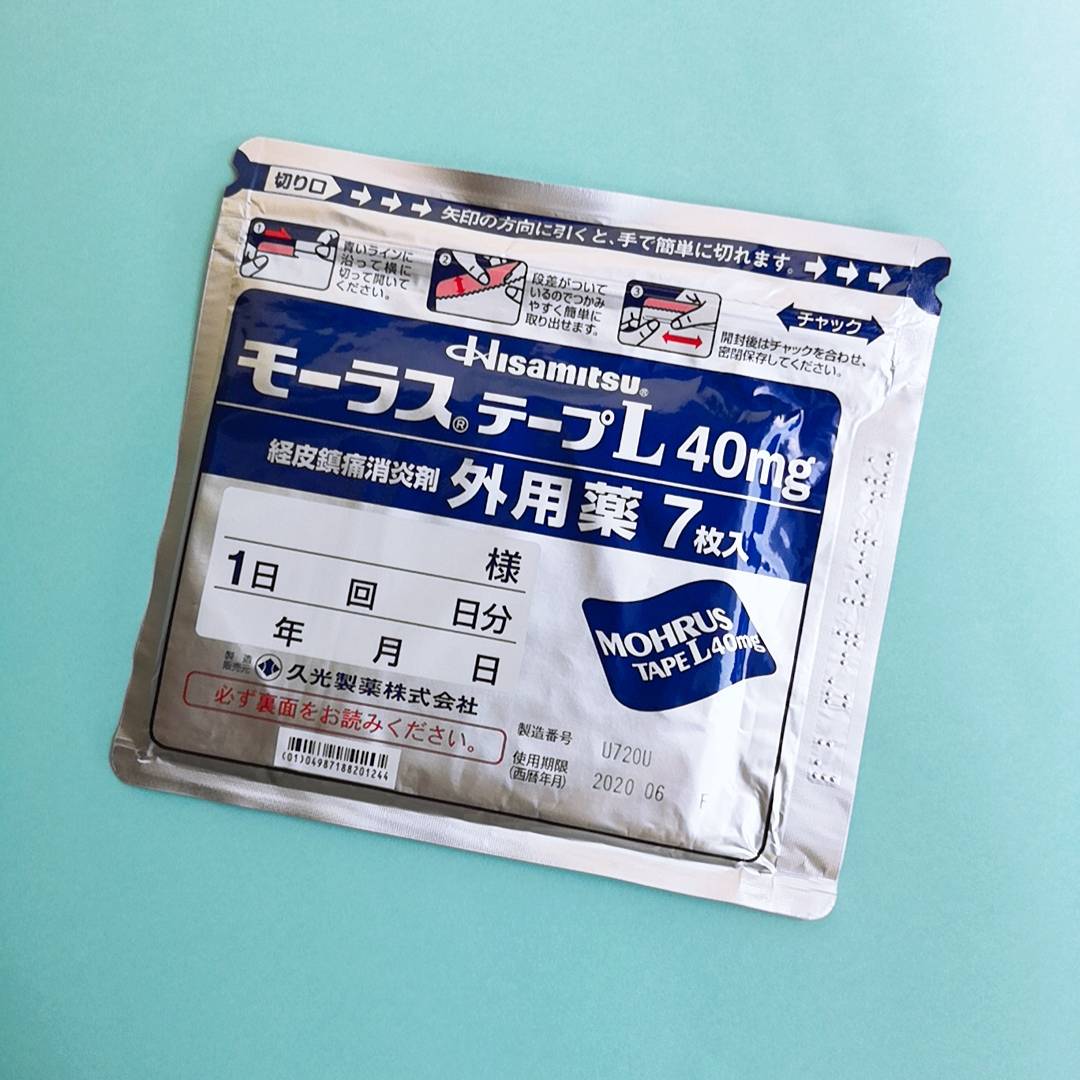 切り口
矢印の方向に引くと、手で簡単に切れます。
1
青いラインに
沿って横に
切って開いて
ください。
2
段差がついて
いるのでつかみ
やすく簡単に
取り出せます。
3
チャック
開封後はチャックを合わせ、
密閉保存してください。
Hisamitsu®
モーラス®テープL 40mg
経皮鎮痛消炎剤 外用薬 7枚入
様
1日 回 日分
年 月 日
製造
販売元
久光製薬株式会社
必ず裏面をお読みください。
(01)04987188201244
MOHRUS
TAPE L40mg
製造番号 U720U
使用期限
(西暦年月)
2020 06 F